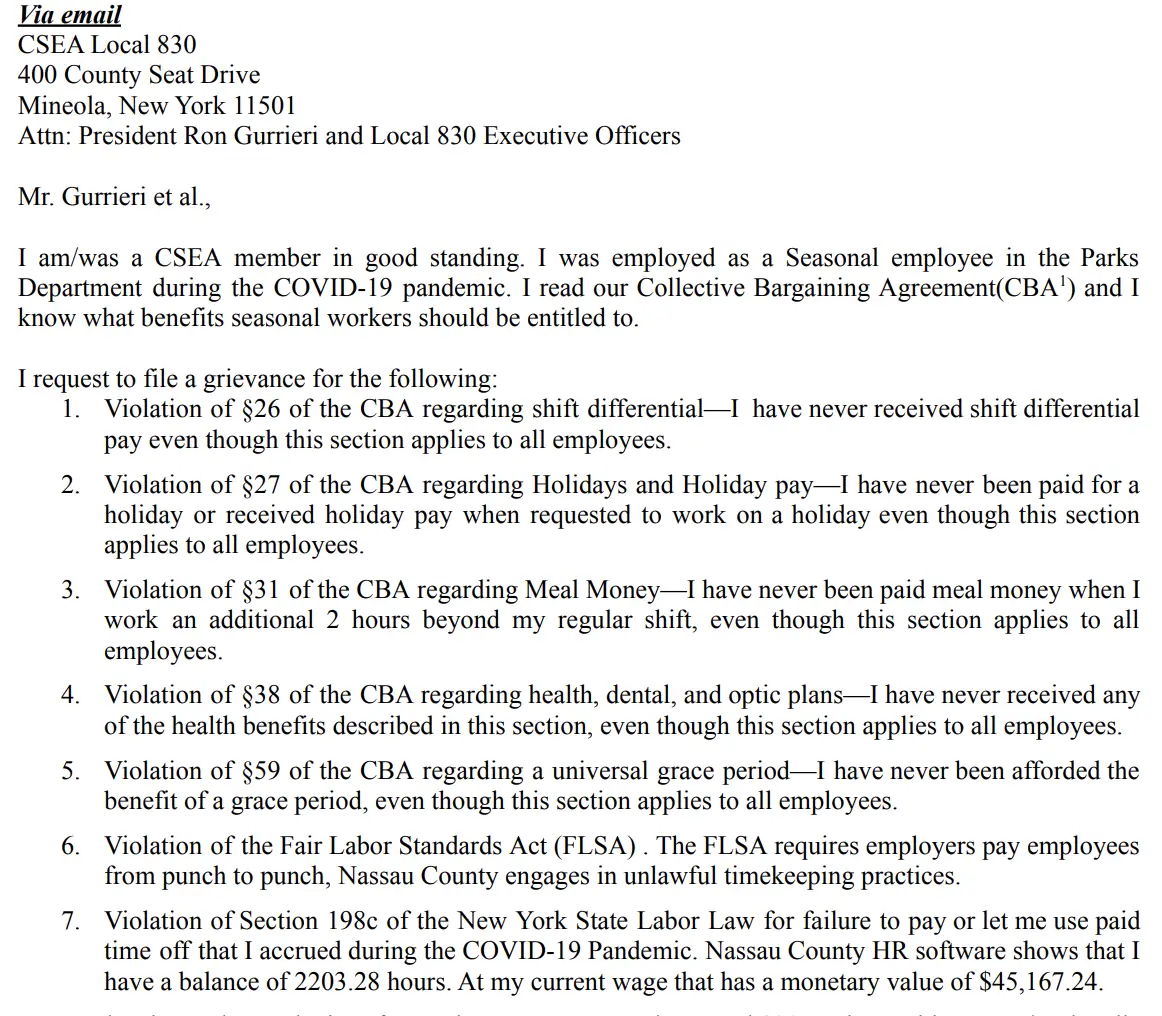 Via email
CSEA Local 830
400 County Seat Drive
Mineola, New York 11501
Attn: President Ron Gurrieri and Local 830 Executive Officers
Mr. Gurrieri et al.,
I am/was a CSEA member in good standing. I was employed as a Seasonal employee in the Parks
Department during the COVID-19 pandemic. I read our Collective Bargaining Agreement(CBA¹) and I
know what benefits seasonal workers should be entitled to.
I request to file a grievance for the following:
1. Violation of §26 of the CBA regarding shift differential—I have never received shift differential
pay even though this section applies to all employees.
2. Violation of §27 of the CBA regarding Holidays and Holiday pay—I have never been paid for a
holiday or received holiday pay when requested to work on a holiday even though this section
applies to all employees.
3. Violation of §31 of the CBA regarding Meal Money—I have never been paid meal money when I
work an additional 2 hours beyond my regular shift, even though this section applies to all
employees.
4. Violation of §38 of the CBA regarding health, dental, and optic plans—I have never received any
of the health benefits described in this section, even though this section applies to all employees.
5. Violation of §59 of the CBA regarding a universal grace period—I have never been afforded the
benefit of a grace period, even though this section applies to all employees.
6. Violation of the Fair Labor Standards Act (FLSA) . The FLSA requires employers pay employees
from punch to punch, Nassau County engages in unlawful timekeeping practices.
7. Violation of Section 198c of the New York State Labor Law for failure to pay or let me use paid
time off that I accrued during the COVID-19 Pandemic. Nassau County HR software shows that I
have a balance of 2203.28 hours. At my current wage that has a monetary value of $45,167.24.